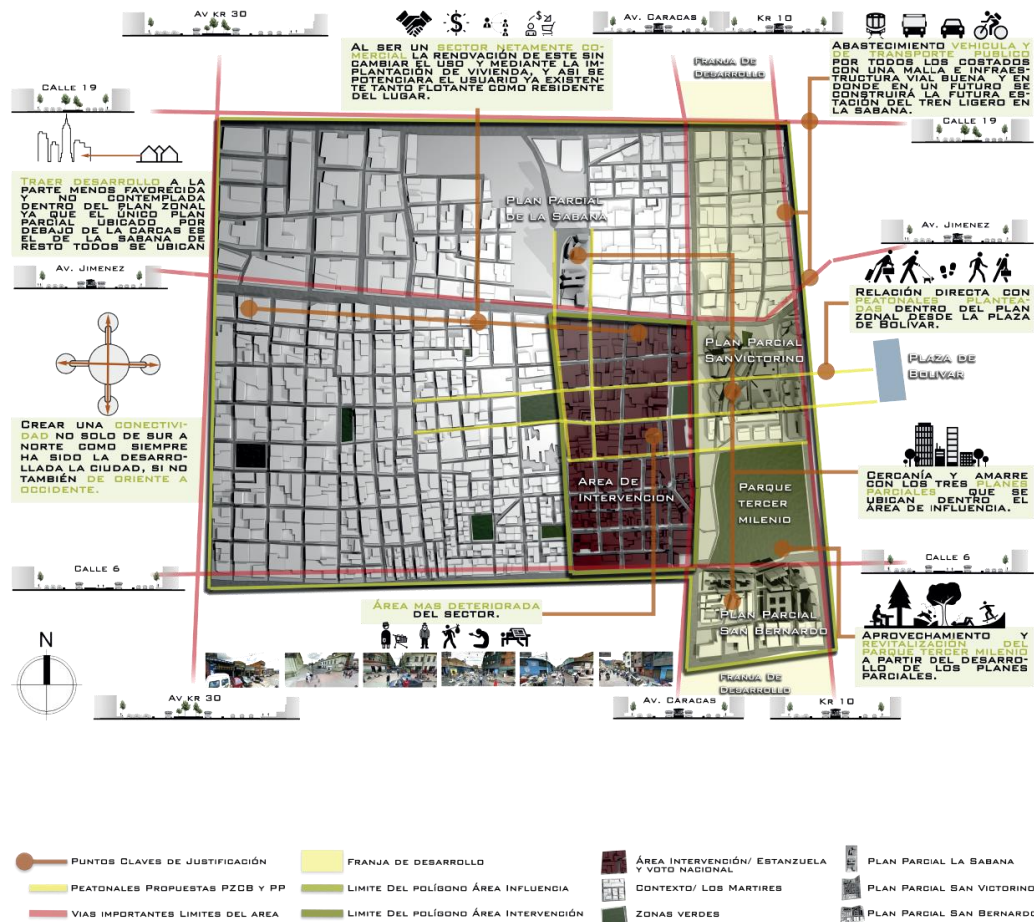 Av kr 30
Av. Caracas
Kr 10
Al ser un sector netamente co-
mercial la renovación de este sin
cambiar el uso y mediante la im-
plantación de vivienda, y asi se
potenciara el usuario ya existen-
te tanto flotante como residente
del lugar.
Franja De
Desarrollo
Abastecimiento vehicula y
de transporte publico
por todos los costados
con una malla e infraes-
tructura vial buena y en
donde en un futuro se
construirá la futura es-
tación del tren ligero en
la sabana.
Calle 19
Calle 19
Traer desarrollo a la
parte menos favorecida
y no contemplada
dentro del plan zonal
ya que el único plan
parcial ubicado por
debajo de la carcas es
el de la sabana de
resto todos se ubican
Plan Parcial
de la Sabana
Av. Jimenez
Av. Jimenez
Relación directa con
peatonales plantea-
das dentro del plan
zonal desde la plaza
de Bolívar.
Plan Parcial
SanVictorino
Plaza de
Bolivar
Crear una conectivi-
dad no solo de sur a
norte como siempre
ha sido la desarro-
llada la ciudad, si no
también de oriente a
occidente.
Area De
Intervención
Parque
tercer
milenio
Cercanía y amarre
con los tres planes
parciales que se
ubican dentro el
área de influencia.
Calle 6
Calle 6
Área mas deteriorada
del sector.
Plan Parcial
San Bernardo
Aprovechamiento y
revitalización del
parque tercer milenio
a partir del desarro-
llo de los planes
parciales.
N
Franja De
Desarrollo
Av kr 30
Av. Caracas
Kr 10
Puntos Claves de Justificación
Peatonales Propuestas PZCB y PP
Vias importantes Limites del area
Franja de desarrollo
Limite Del polígono Área Influencia
Limite Del polígono Área Intervención
Área Intervención/ Estanzuela
y voto nacional
Contexto/ Los Martires
Zonas verdes
Plan Parcial La Sabana
Plan Parcial San Victorino
Plan Parcial San Bernardo